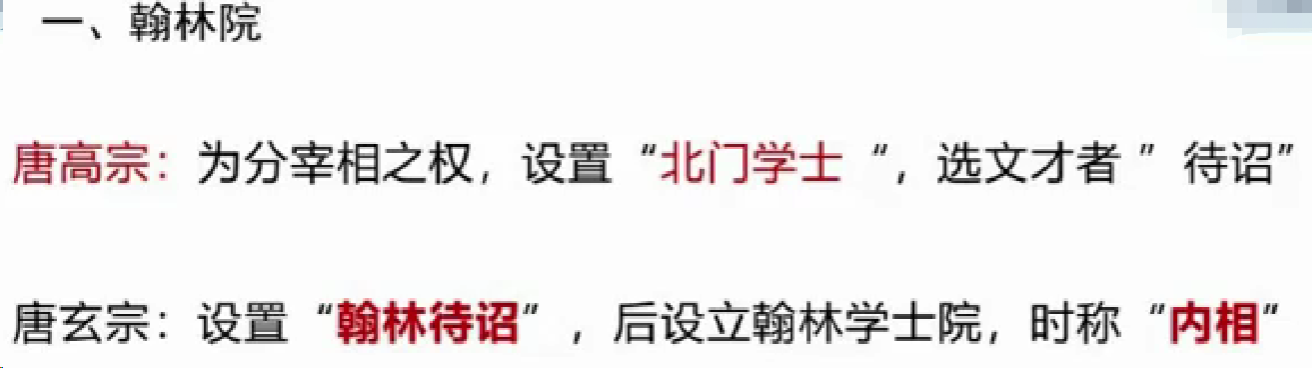 一、翰林院
唐高宗：为分宰相之权，设置“北门学士“，选文才者 ”待诏”
唐玄宗：设置“翰林待诏”，后设立翰林学士院，时称“内相”